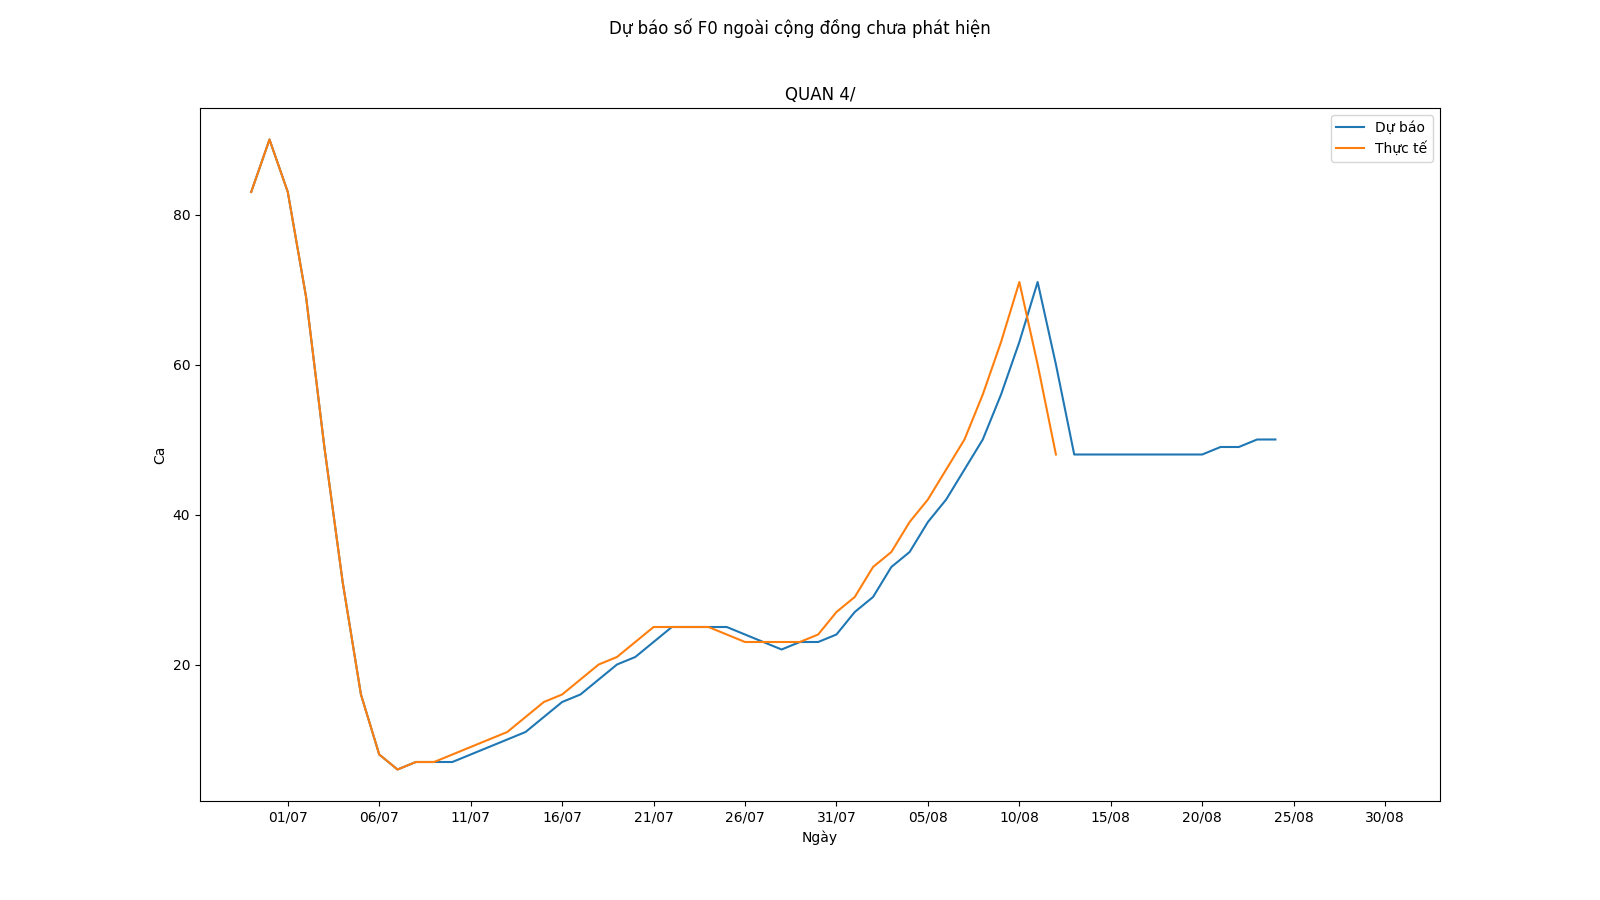 Dự báo số F0 ngoài cộng đồng chưa phát hiện
QUAN 4/
Dự báo
Thực tế
80
60
40
20
Ca
01/07 06/07 11/07 16/07 21/07 26/07 31/07 05/08 10/08 15/08 20/08 25/08 30/08
Ngày